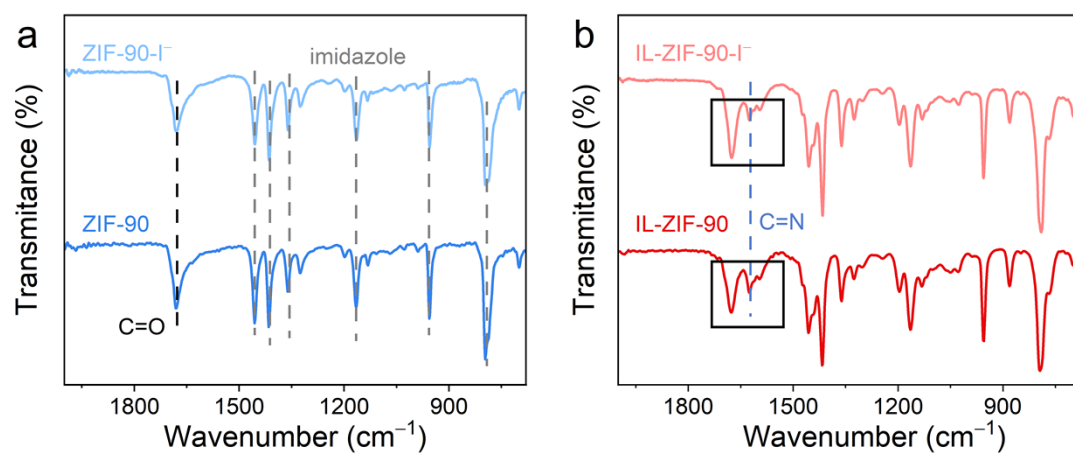 a
ZIF-90-I⁻
imidazole
ZIF-90
C=O
Transmitance (%)
1800 1500 1200 900
Wavenumber (cm⁻¹)
b
IL-ZIF-90-I⁻
C=N
IL-ZIF-90
Transmitance (%)
1800 1500 1200 900
Wavenumber (cm⁻¹)